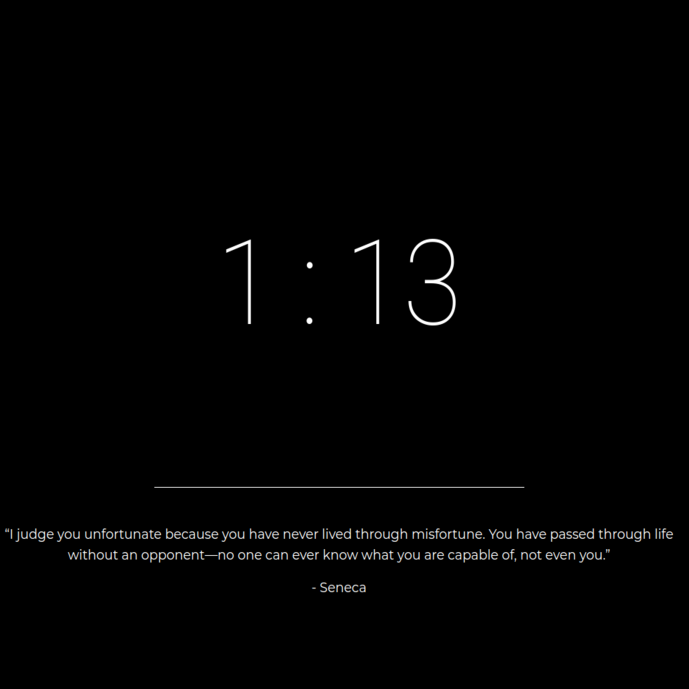 1 : 13
“I judge you unfortunate because you have never lived through misfortune. You have passed through life
without an opponent—no one can ever know what you are capable of, not even you.”
- Seneca